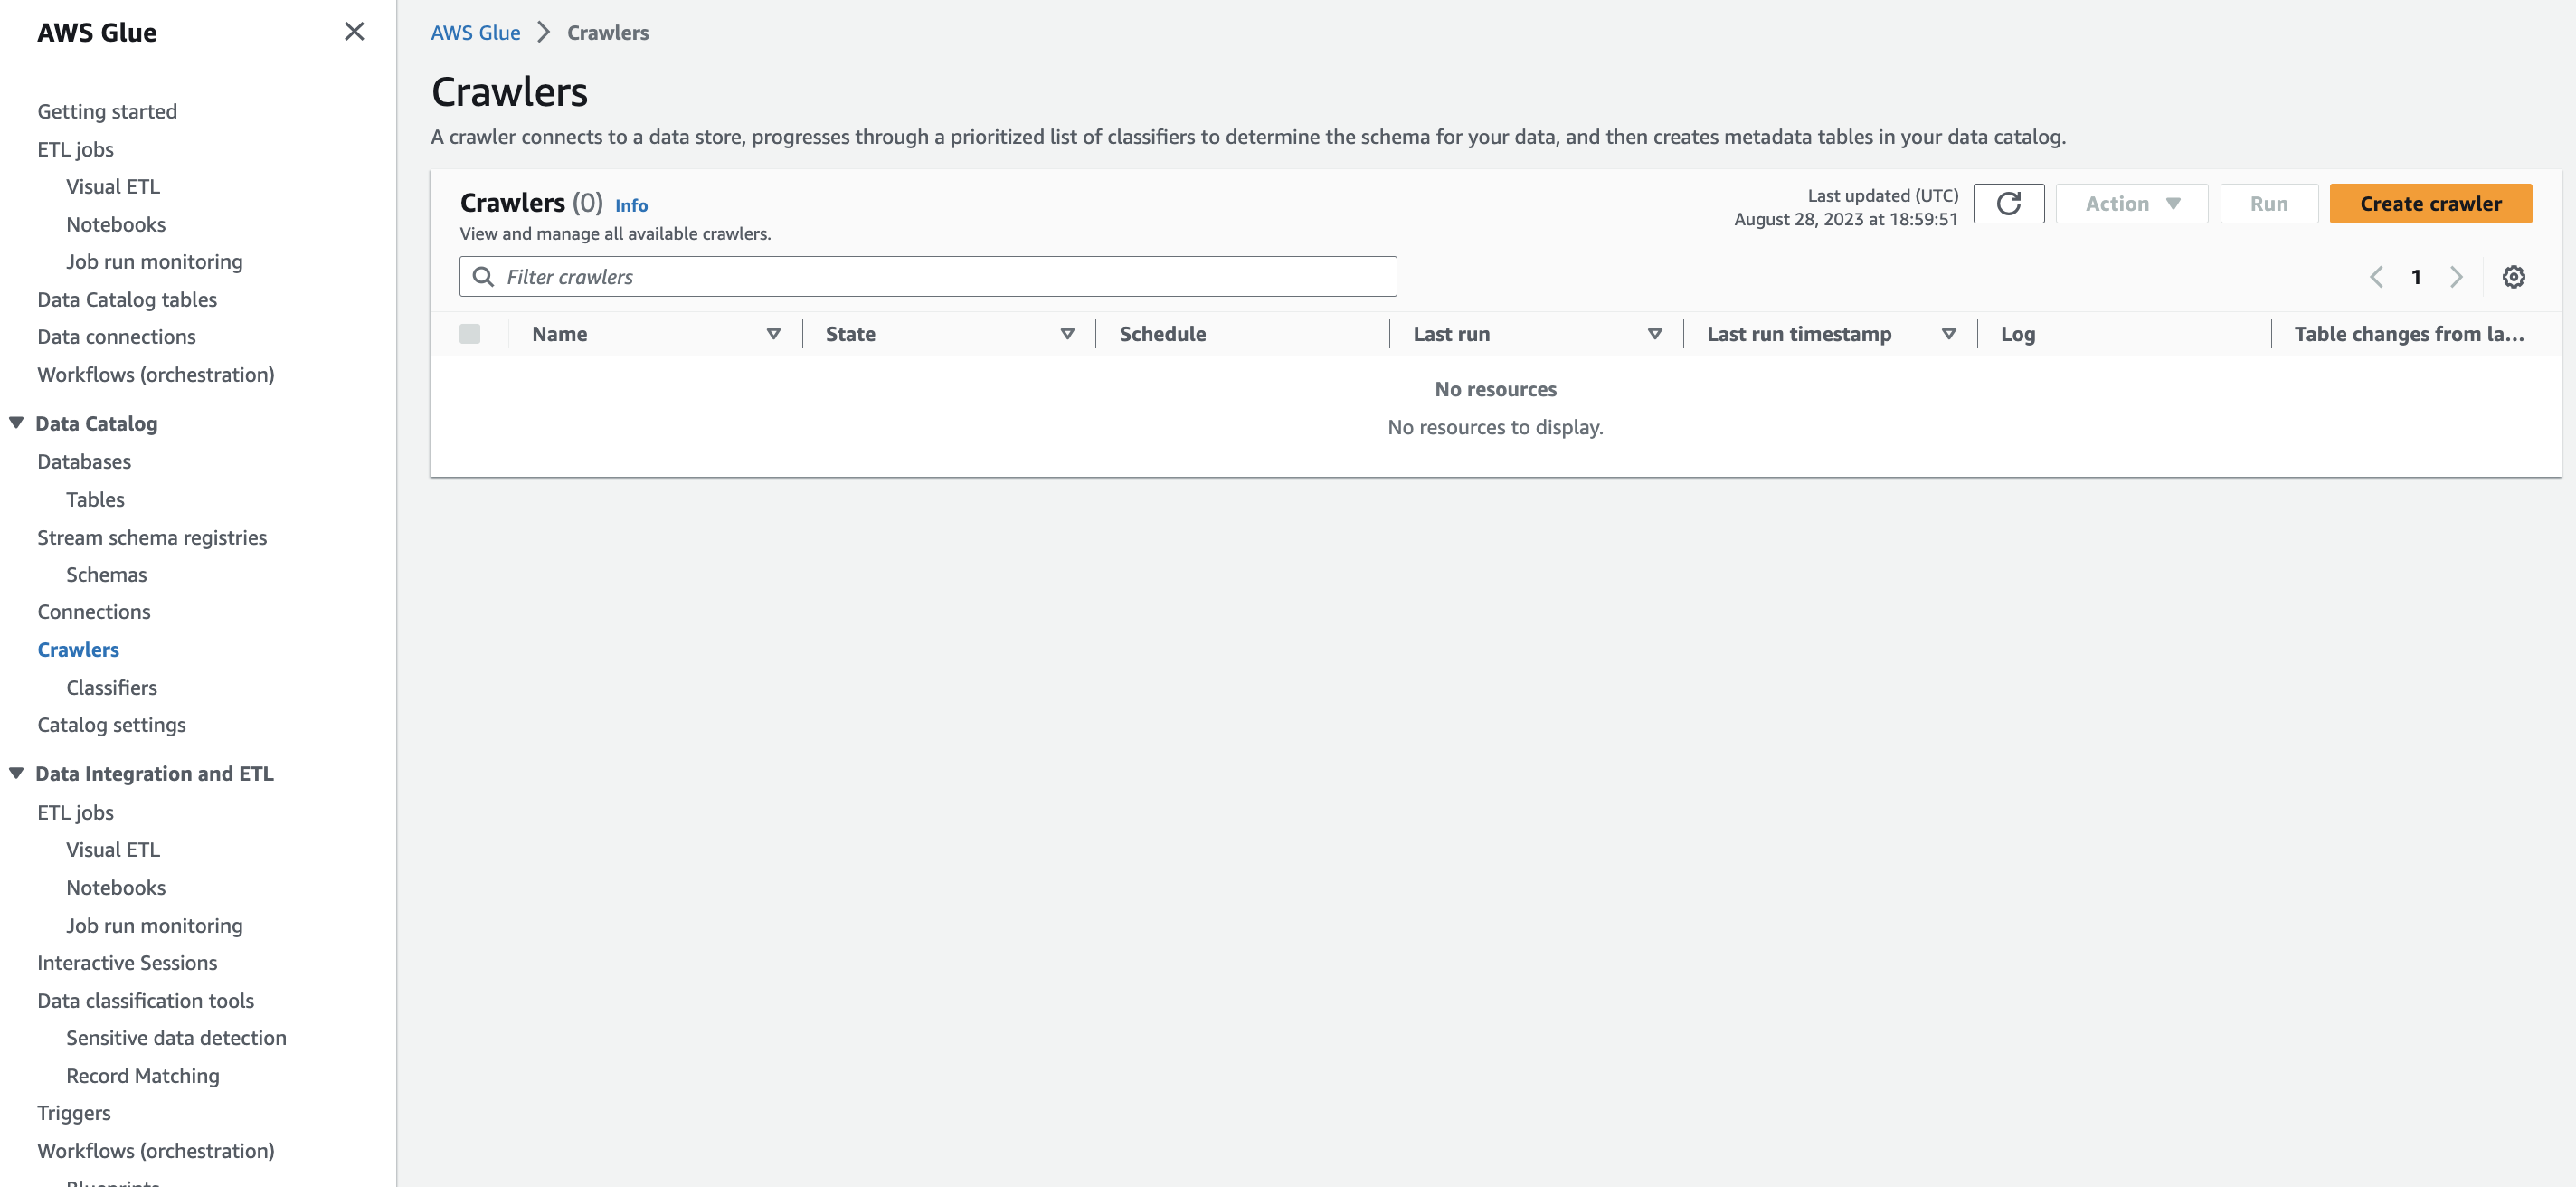 AWS Glue
Getting started
ETL jobs
Visual ETL
Notebooks
Job run monitoring
Data Catalog tables
Data connections
Workflows (orchestration)
Data Catalog
Databases
Tables
Stream schema registries
Schemas
Connections
Crawlers
Classifiers
Catalog settings
Data Integration and ETL
ETL jobs
Visual ETL
Notebooks
Job run monitoring
Interactive Sessions
Data classification tools
Sensitive data detection
Record Matching
Triggers
Workflows (orchestration)
Blueprints
AWS Glue > Crawlers
Crawlers
A crawler connects to a data store, progresses through a prioritized list of classifiers to determine the schema for your data, and then creates metadata tables in your data catalog.
Crawlers (0) Info
View and manage all available crawlers.
Last updated (UTC)
August 28, 2023 at 18:59:51
Action
Run
Create crawler
Filter crawlers
1
Name State Schedule Last run Last run timestamp Log Table changes from la...
No resources
No resources to display.